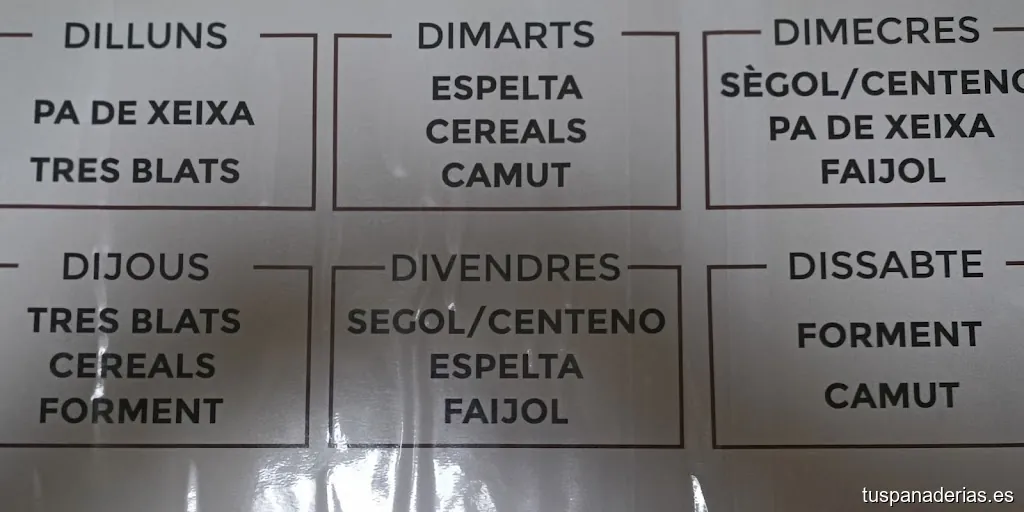 DILLUNS
PA DE XEIXA
TRES BLATS
DIMARTS
ESPELTA
CEREALS
CAMUT
DIMECRES
SÈGOL/CENTENO
PA DE XEIXA
FAIJOL
DIJOUS
TRES BLATS
CEREALS
FORMENT
DIVENDRES
SEGOL/CENTENO
ESPELTA
FAIJOL
DISSABTE
FORMENT
CAMUT
tuspanaderias.es